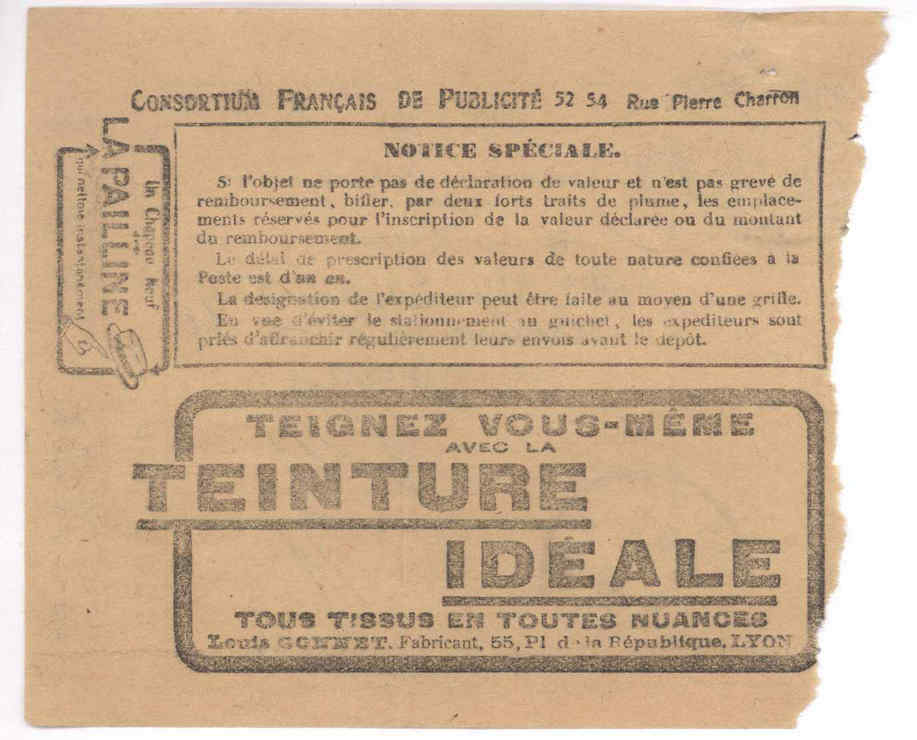 CONSORTIUM FRANÇAIS DE PUBLICITÉ 52 54 Rue Pierre Charron
NOTICE SPÉCIALE.
Si l'objet ne porte pas de déclaration de valeur et n'est pas grevé de
remboursement, biffer, par deux forts traits de plume, les emplace-
ments réservés pour l'inscription de la valeur déclarée ou du montant
du remboursement.
Le délai de prescription des valeurs de toute nature confiées à la
Poste est d'un an.
La désignation de l'expéditeur peut être faite au moyen d'une griffe.
En vue d'éviter le stationnement au guichet, les expéditeurs sont
priés d'affranchir régulièrement leurs envois avant le dépôt.
Un Chapeau Neuf
avec
LA PAILLINE
qui nettoie instantanément
TEIGNEZ VOUS-MÊME
AVEC LA
TEINTURE
IDÉALE
TOUS TISSUS EN TOUTES NUANCES
Louis GONNET, Fabricant, 55, Pl de la République, LYON